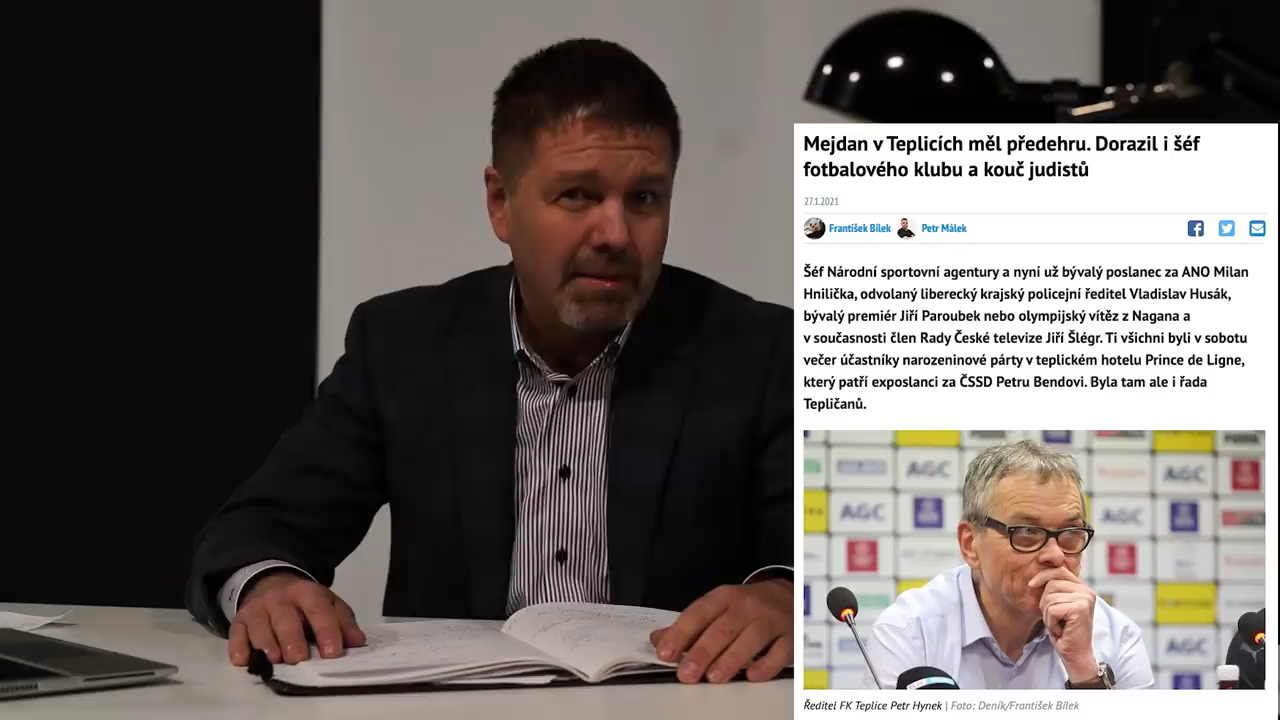 Mejdan v Teplicích měl předehru. Dorazil i šéf
fotbalového klubu a kouč judistů
27.1.2021
František Bílek Petr Málek
Šéf Národní sportovní agentury a nyní už bývalý poslanec za ANO Milan
Hnilička, odvolaný liberecký krajský policejní ředitel Vladislav Husák,
bývalý premiér Jiří Paroubek nebo olympijský vítěz z Nagana a
v současnosti člen Rady České televize Jiří Šlégr. Ti všichni byli v sobotu
večer účastníky narozeninové párty v teplickém hotelu Prince de Ligne,
který patří exposlanci za ČSSD Petru Bendovi. Byla tam ale i řada
Tepličanů.
AGC
AGC
AGC
AGC
AGC
AGC
Ředitel FK Teplice Petr Hynek | Foto: Deník/František Bílek